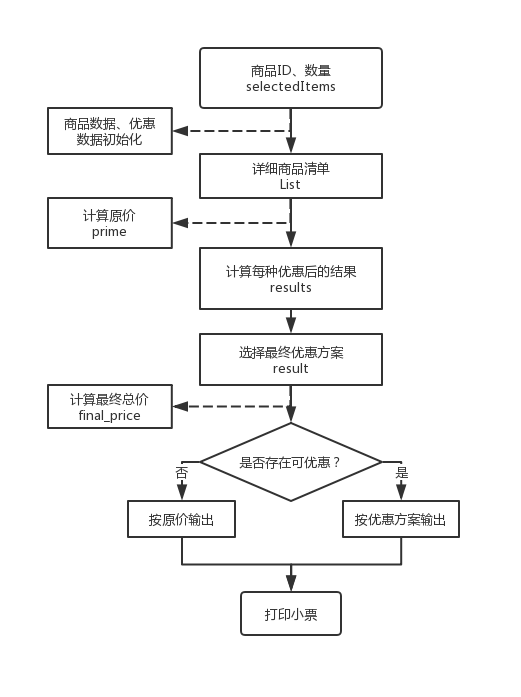 商品ID、数量
selectedItems
商品数据、优惠
数据初始化
详细商品清单
List
计算原价
prime
计算每种优惠后的结果
results
选择最终优惠方案
result
计算最终总价
final_price
是否存在可优惠？
否
是
按原价输出
按优惠方案输出
打印小票